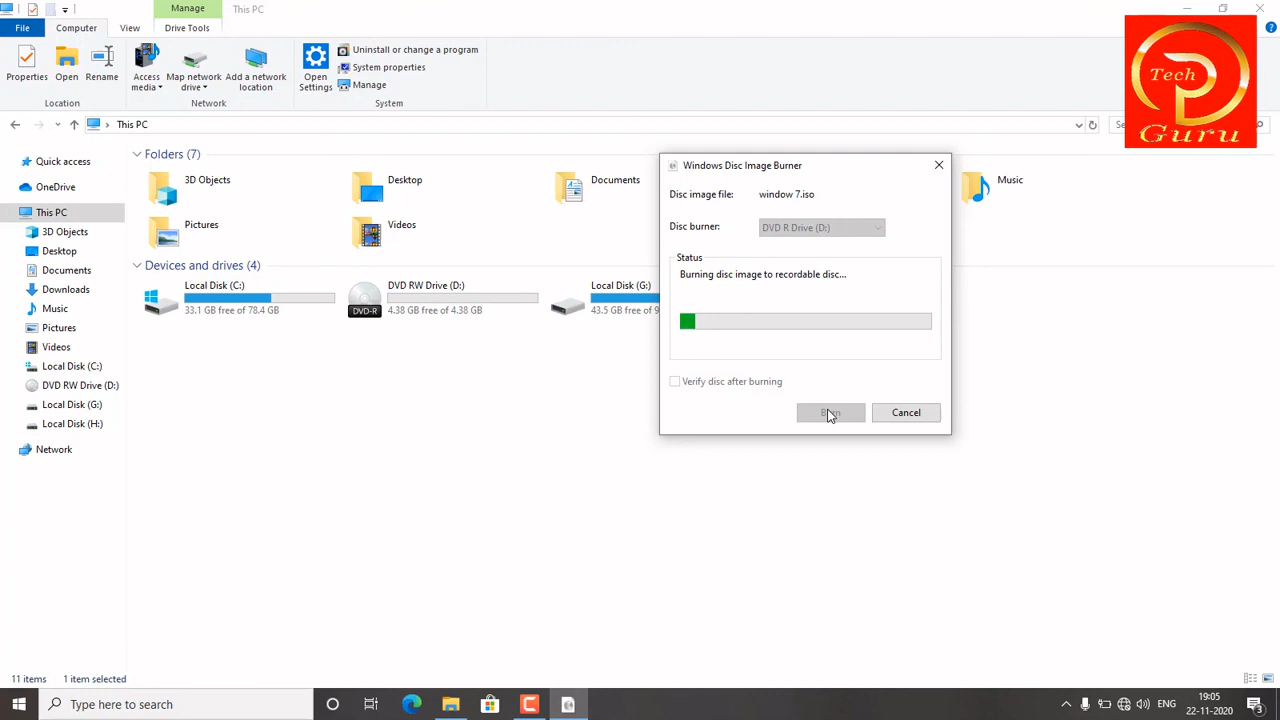 Manage
This PC
File
Computer
View
Drive Tools
Properties
Open
Rename
Access media
Map network drive
Add a network location
Open Settings
Uninstall or change a program
System properties
Manage
Location
Network
System
This PC
Tech
Guru
Quick access
OneDrive
This PC
3D Objects
Desktop
Documents
Downloads
Music
Pictures
Videos
Local Disk (C:)
DVD RW Drive (D:)
Local Disk (G:)
Local Disk (H:)
Network
Folders (7)
3D Objects
Desktop
Documents
Music
Pictures
Videos
Devices and drives (4)
Local Disk (C:)
33.1 GB free of 78.4 GB
DVD RW Drive (D:)
4.38 GB free of 4.38 GB
DVD-R
Local Disk (G:)
43.5 GB free of 9
Windows Disc Image Burner
Disc image file: window 7.iso
Disc burner: DVD R Drive (D:)
Status
Burning disc image to recordable disc...
Verify disc after burning
Cancel
11 items
1 item selected
Type here to search
ENG
19:05
22-11-2020
3